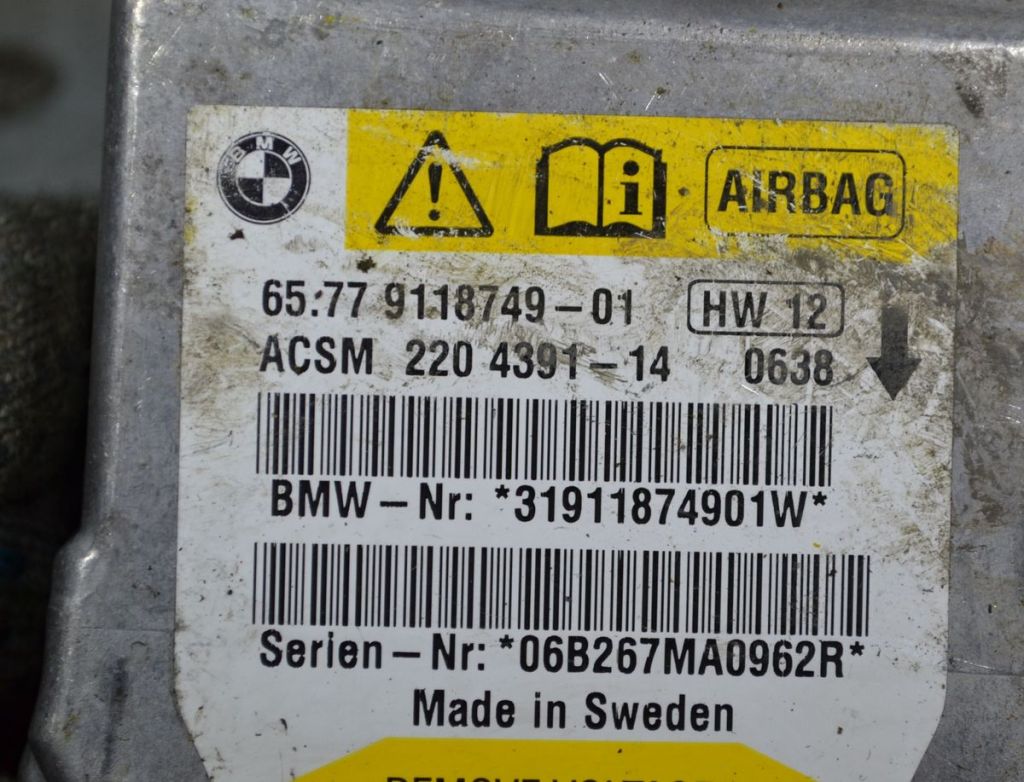 BMW
AIRBAG
65.77 9118749-01 HW 12
ACSM 220 4391-14 0638
BMW-Nr: *31911874901W*
Serien-Nr: *06B267MA0962R*
Made in Sweden